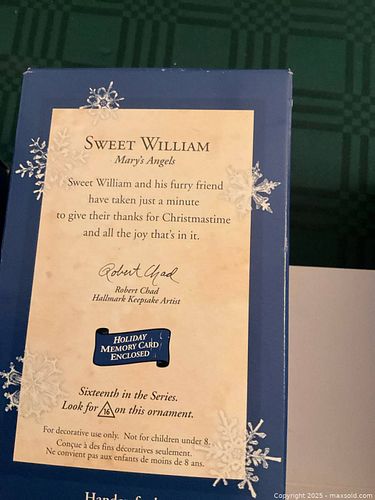 SWEET WILLIAM
Mary's Angels
Sweet William and his furry friend
have taken just a minute
to give their thanks for Christmastime
and all the joy that's in it.
Robert Chad
Robert Chad
Hallmark Keepsake Artist
HOLIDAY
MEMORY CARD
ENCLOSED
Sixteenth in the Series.
Look for 16 on this ornament.
For decorative use only. Not for children under 8.
Conçue à des fins décoratives seulement.
Ne convient pas aux enfants de moins de 8 ans.
Copyright 2025 - maxsold.com